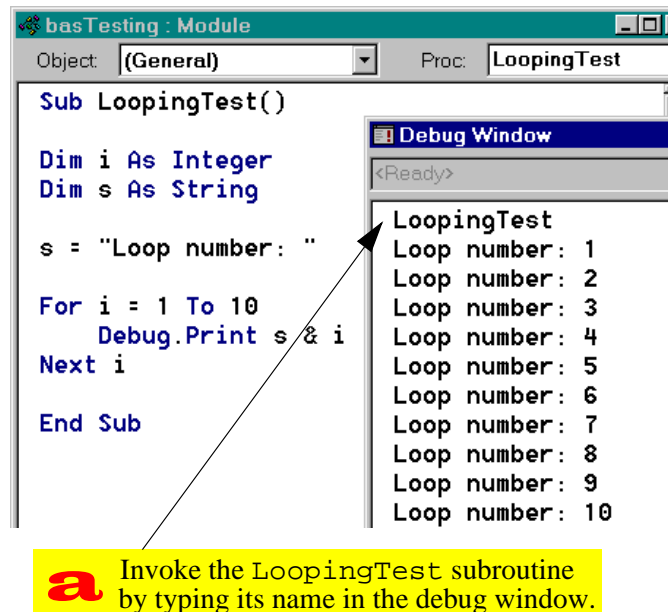 basTesting : Module
Object: (General) Proc: LoopingTest
Sub LoopingTest()
Dim i As Integer
Dim s As String
s = "Loop number: "
For i = 1 To 10
Debug.Print s & i
Next i
End Sub
Debug Window
<Ready>
LoopingTest
Loop number: 1
Loop number: 2
Loop number: 3
Loop number: 4
Loop number: 5
Loop number: 6
Loop number: 7
Loop number: 8
Loop number: 9
Loop number: 10
a Invoke the LoopingTest subroutine
by typing its name in the debug window.